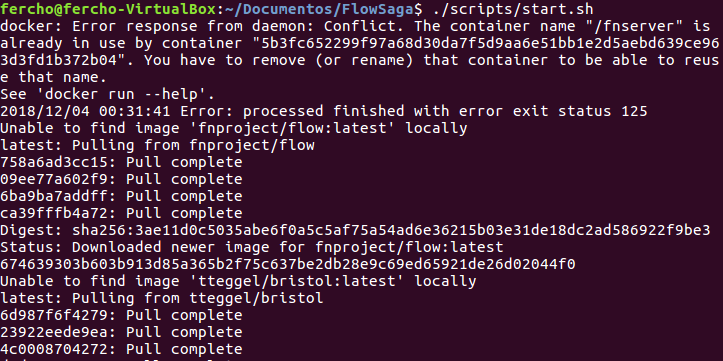 fercho@fercho-VirtualBox:~/Documentos/FlowSaga$ ./scripts/start.sh
docker: Error response from daemon: Conflict. The container name "/fnserver" is
already in use by container "5b3fc652299f97a68d30da7f5d9aa6e51bb1e2d5aebd639ce96
3d3fd1b372b04". You have to remove (or rename) that container to be able to reus
e that name.
See 'docker run --help'.
2018/12/04 00:31:41 Error: processed finished with error exit status 125
Unable to find image 'fnproject/flow:latest' locally
latest: Pulling from fnproject/flow
758a6ad3cc15: Pull complete
09ee77a602f9: Pull complete
6ba9ba7addff: Pull complete
ca39fffb4a72: Pull complete
Digest: sha256:3ae11d0c5035abe6f0a5c5af75a54ad6e36215b03e31de18dc2ad586922f9be3
Status: Downloaded newer image for fnproject/flow:latest
674639303b603b913d85a365b2f75c637be2db28e9c69ed65921de26d02044f0
Unable to find image 'tteggel/bristol:latest' locally
latest: Pulling from tteggel/bristol
6d987f6f4279: Pull complete
23922eede9ea: Pull complete
4c0008704272: Pull complete